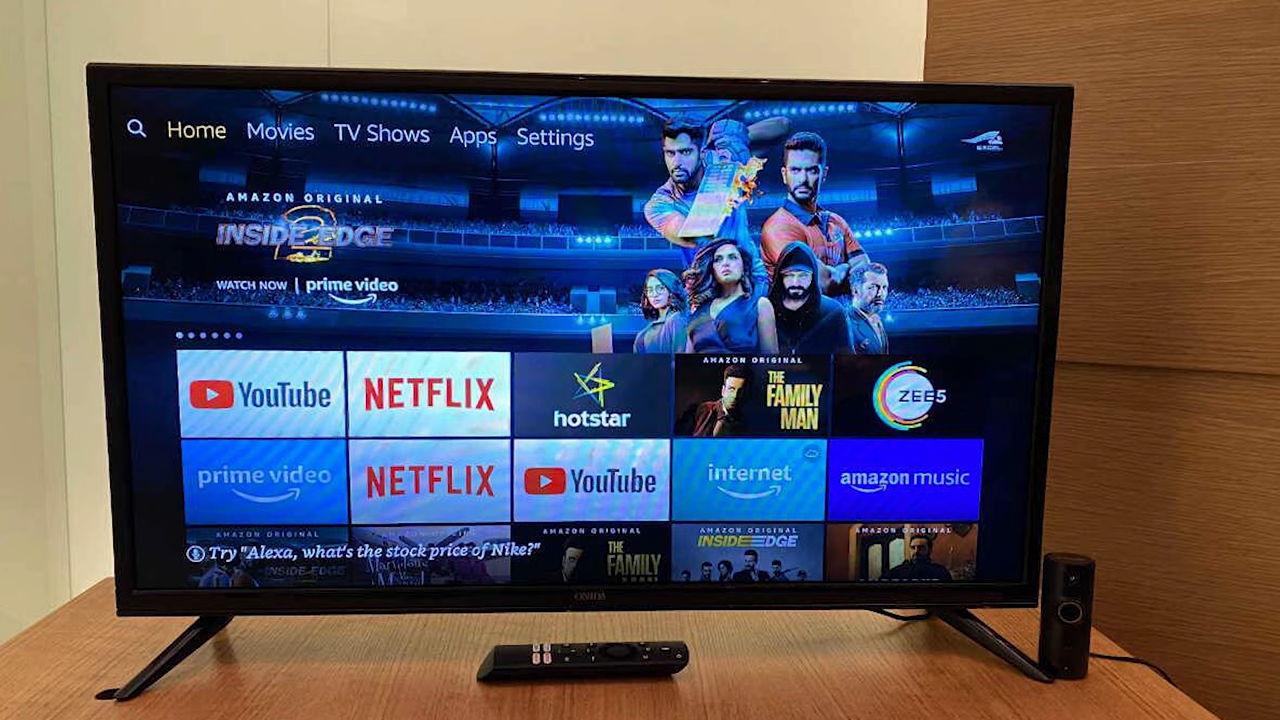 Home Movies TV Shows Apps Settings
AMAZON ORIGINAL
INSIDE EDGE
2
WATCH NOW | prime video
YouTube NETFLIX hotstar
AMAZON ORIGINAL
THE
FAMILY
MAN
ZEE5
prime video NETFLIX YouTube internet amazon music
AMAZON ORIGINAL
INSIDE EDGE
Try "Alexa, what's the stock price of Nike?"
AMAZON ORIGINAL
THE
FAMILY
AMAZON ORIGINAL
INSIDE EDGE
AMAZON ORIGINAL
ONIDA